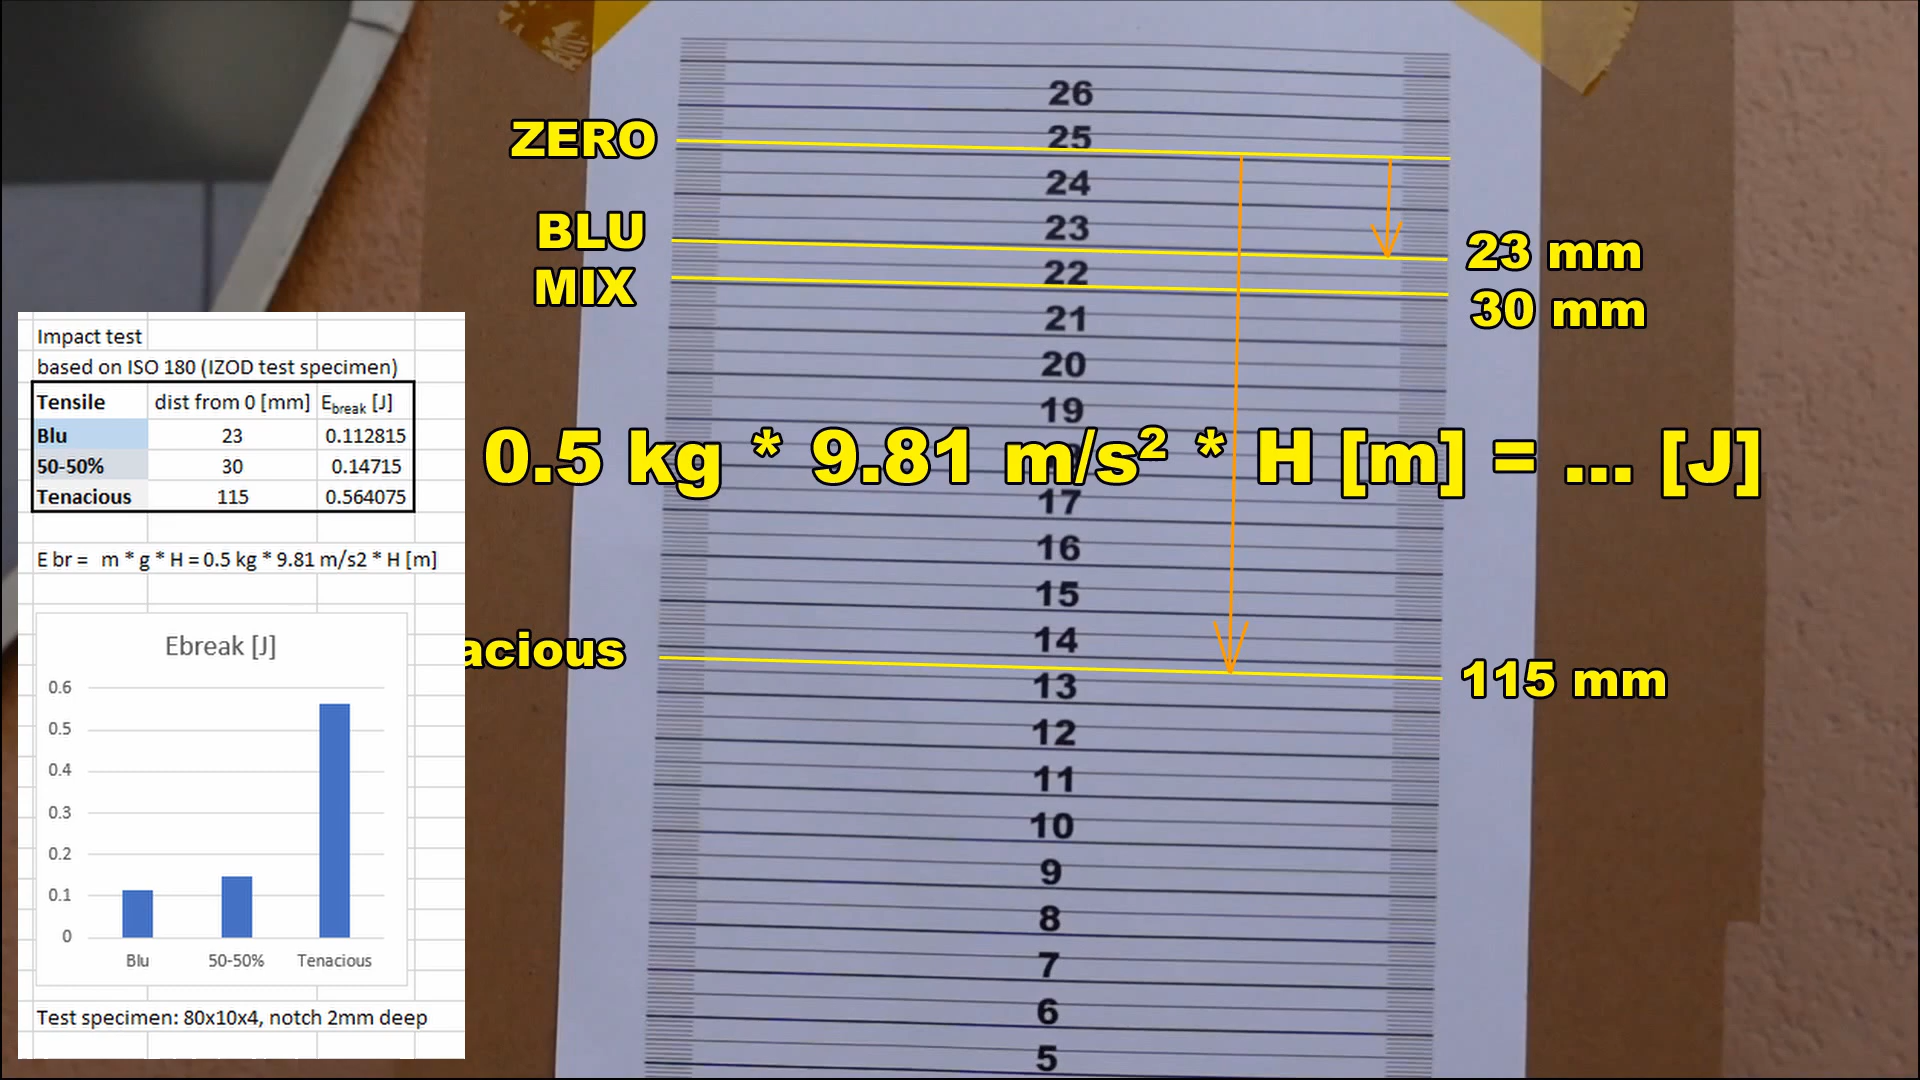 26
ZERO
25
24
BLU
23
23 mm
MIX
22
30 mm
21
20
19
0.5 kg * 9.81 m/s² * H [m] = ... [J]
17
16
15
14
acious
13
115 mm
12
11
10
9
8
7
6
5
Impact test
based on ISO 180 (IZOD test specimen)
Tensile dist from 0 [mm] Ebreak [J]
Blu 23 0.112815
50-50% 30 0.14715
Tenacious 115 0.564075
E br = m * g * H = 0.5 kg * 9.81 m/s2 * H [m]
Ebreak [J]
0.6
0.5
0.4
0.3
0.2
0.1
0
Blu 50-50% Tenacious
Test specimen: 80x10x4, notch 2mm deep